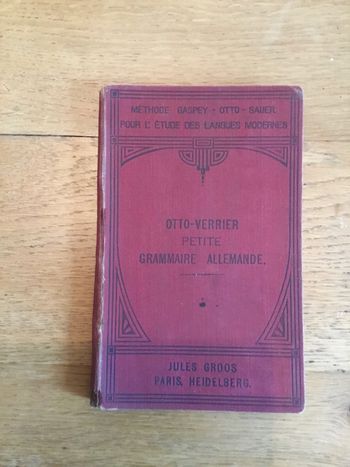 MÉTHODE GASPEY - OTTO - SAUER
POUR L'ÉTUDE DES LANGUES MODERNES
OTTO-VERRIER
PETITE
GRAMMAIRE ALLEMANDE.
JULES GROOS
PARIS, HEIDELBERG.